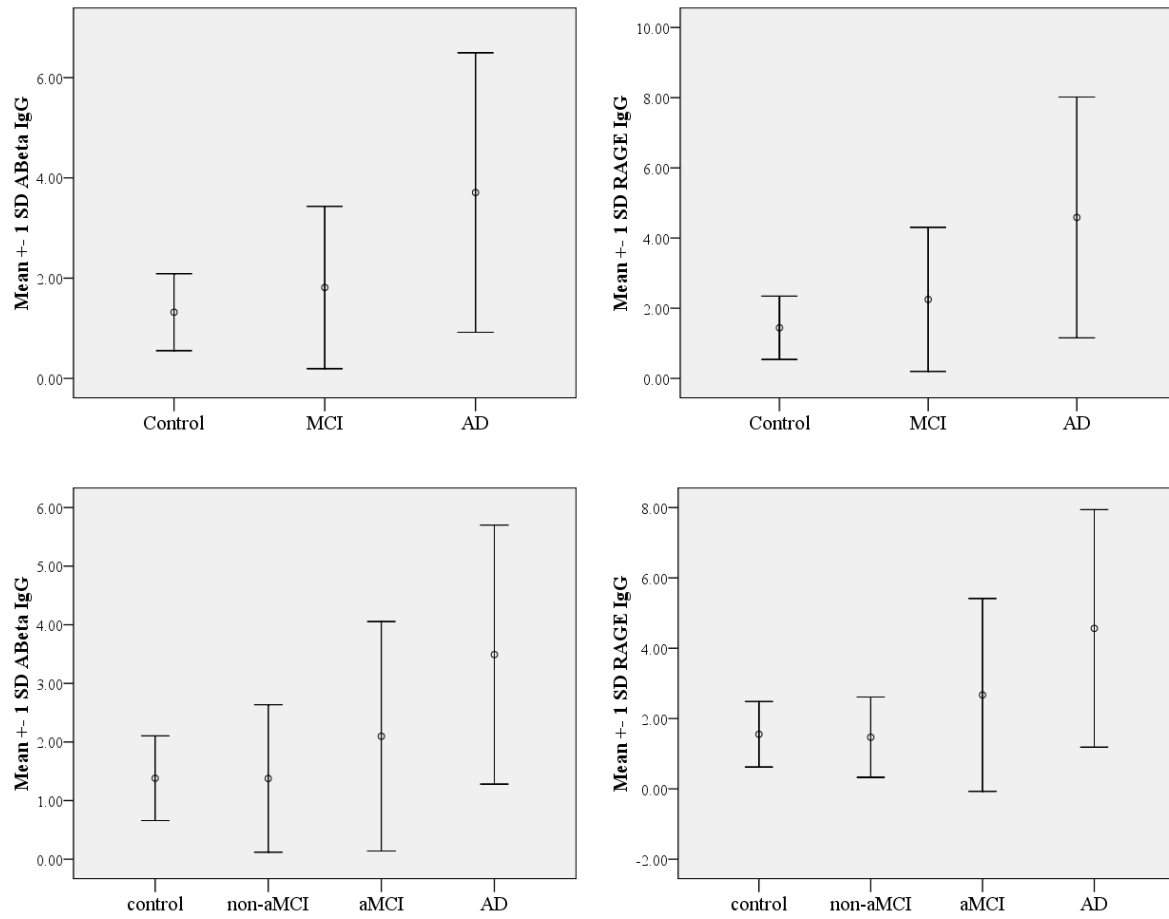 Mean +- 1 SD ABeta IgG
6.00
4.00
2.00
0.00
Control MCI AD
Mean +- 1 SD RAGE IgG
10.00
8.00
6.00
4.00
2.00
0.00
Control MCI AD
Mean +- 1 SD ABeta IgG
6.00
5.00
4.00
3.00
2.00
1.00
0.00
control non-aMCI aMCI AD
Mean +- 1 SD RAGE IgG
8.00
6.00
4.00
2.00
0.00
-2.00
control non-aMCI aMCI AD